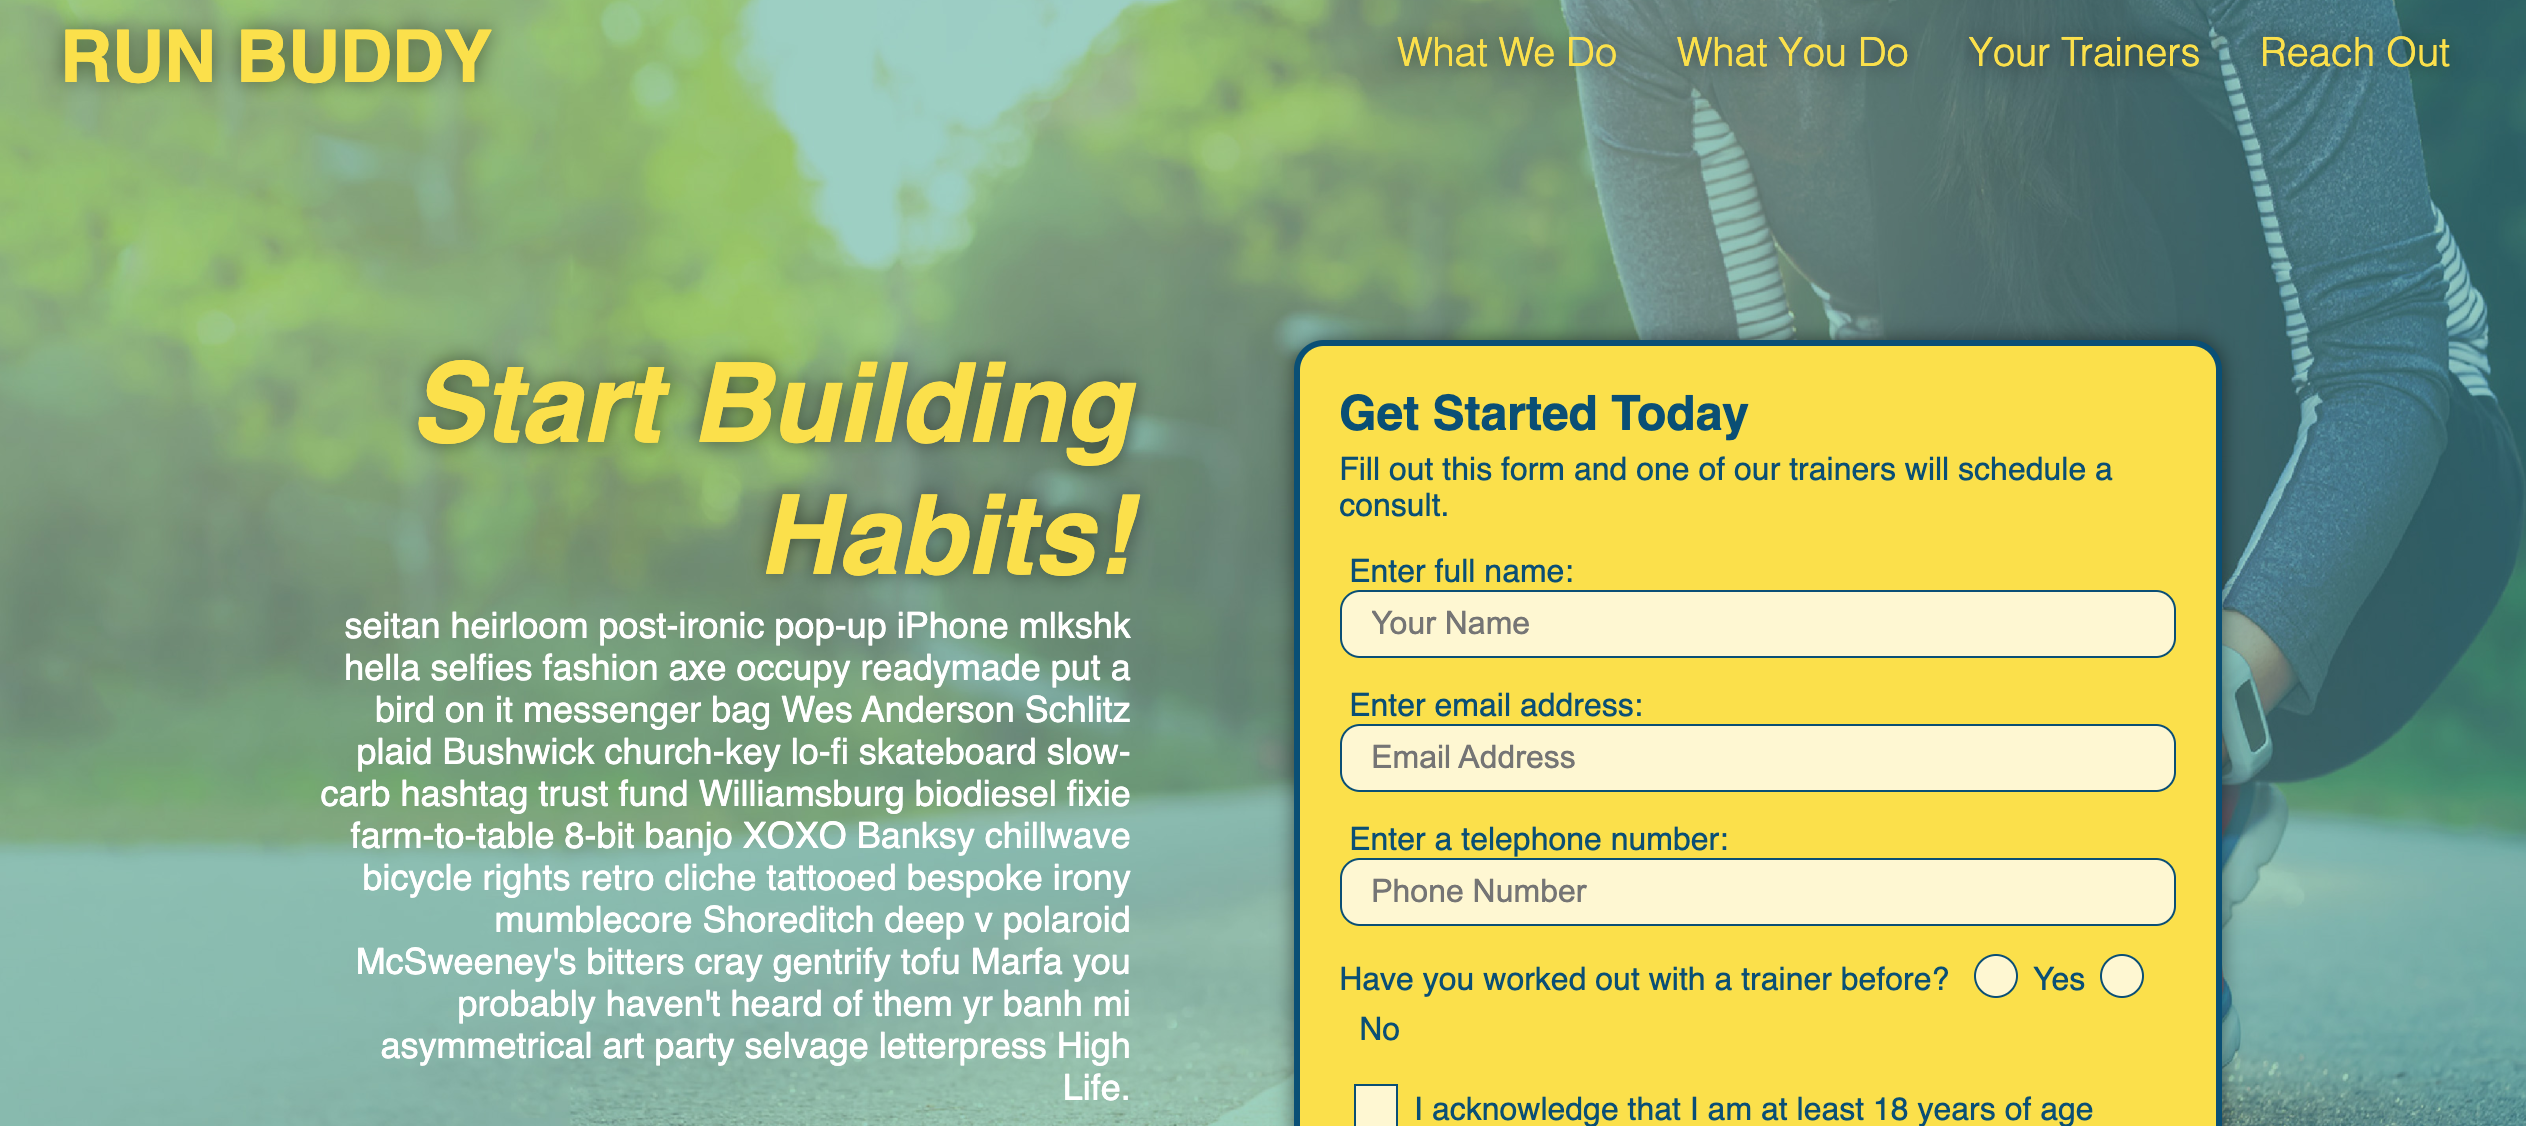 RUN BUDDY
What We Do What You Do Your Trainers Reach Out
Start Building
Habits!
seitan heirloom post-ironic pop-up iPhone mlkshk
hella selfies fashion axe occupy readymade put a
bird on it messenger bag Wes Anderson Schlitz
plaid Bushwick church-key lo-fi skateboard slow-
carb hashtag trust fund Williamsburg biodiesel fixie
farm-to-table 8-bit banjo XOXO Banksy chillwave
bicycle rights retro cliche tattooed bespoke irony
mumblecore Shoreditch deep v polaroid
McSweeney's bitters cray gentrify tofu Marfa you
probably haven't heard of them yr banh mi
asymmetrical art party selvage letterpress High
Life.
Get Started Today
Fill out this form and one of our trainers will schedule a
consult.
Enter full name:
Your Name
Enter email address:
Email Address
Enter a telephone number:
Phone Number
Have you worked out with a trainer before? Yes
No
I acknowledge that I am at least 18 years of age